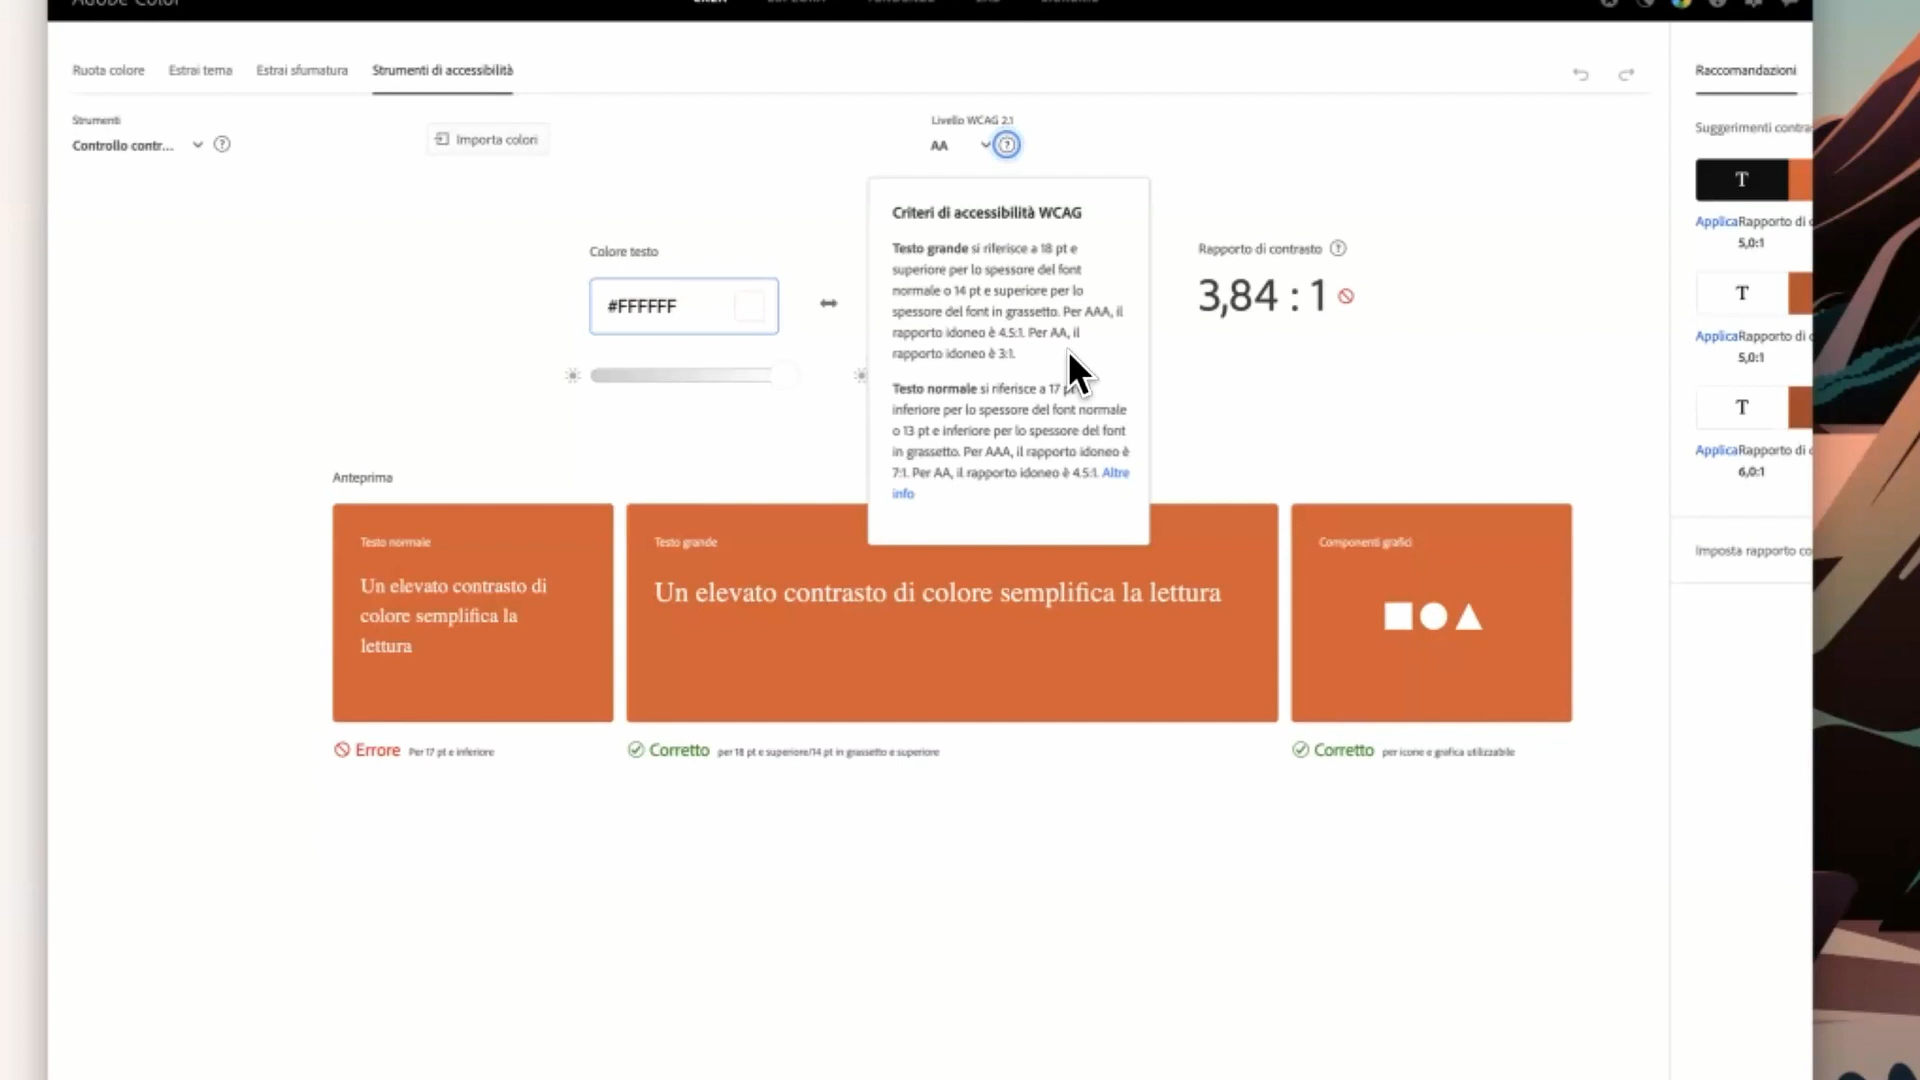 Adobe Color
Ruota colore
Estrai tema
Estrai sfumatura
Strumenti di accessibilità
Raccomandazioni
Strumenti
Controllo contr...
Importa colori
Livello WCAG 2.1
AA
Suggerimenti contra
Criteri di accessibilità WCAG
Testo grande si riferisce a 18 pt e
superiore per lo spessore del font
normale o 14 pt e superiore per lo
spessore del font in grassetto. Per AAA, il
rapporto idoneo è 4.5:1. Per AA, il
rapporto idoneo è 3:1.
Testo normale si riferisce a 17 pt
inferiore per lo spessore del font normale
o 13 pt e inferiore per lo spessore del font
in grassetto. Per AAA, il rapporto idoneo è
7:1. Per AA, il rapporto idoneo è 4.5:1. Altre
info
Colore testo
#FFFFFF
Rapporto di contrasto
3,84 : 1
T
ApplicaRapporto di c
5,0:1
T
ApplicaRapporto di c
5,0:1
T
ApplicaRapporto di c
6,0:1
Imposta rapporto co
Anteprima
Testo normale
Un elevato contrasto di
colore semplifica la
lettura
Errore Per 17 pt e inferiore
Testo grande
Un elevato contrasto di colore semplifica la lettura
Corretto per 18 pt e superiore/14 pt in grassetto e superiore
Componenti grafici
Corretto per icone e grafica utilizzabile